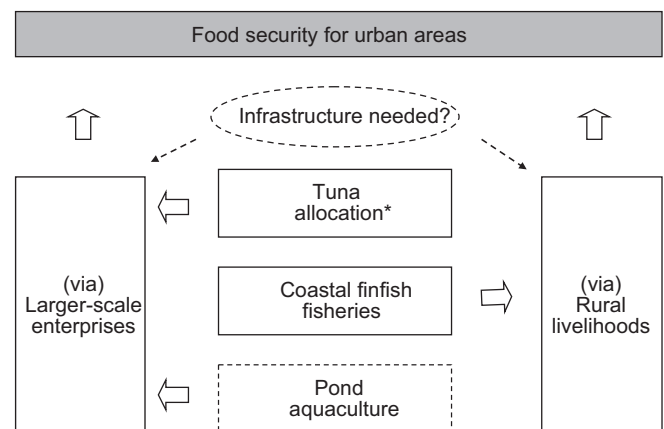 Food security for urban areas
Infrastructure needed?
Tuna
allocation*
(via)
Larger-scale
enterprises
Coastal finfish
fisheries
(via)
Rural
livelihoods
Pond
aquaculture